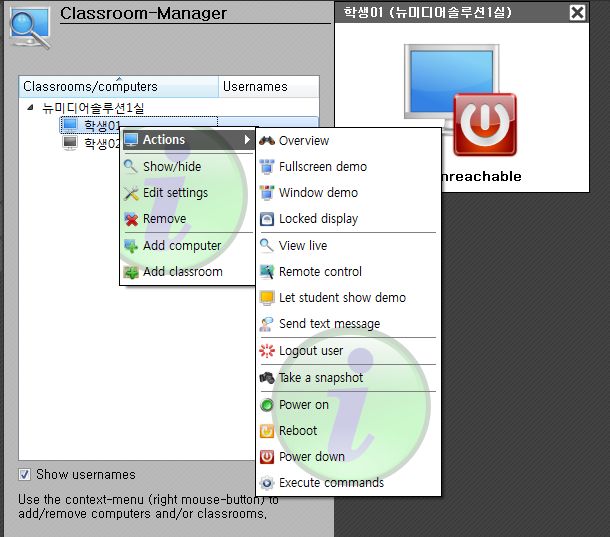 Classroom-Manager
학생01 (뉴미디어솔루션1실)
Classrooms/computers
Usernames
뉴미디어솔루션1실
학생01
학생02
Actions
Show/hide
Edit settings
Remove
Add computer
Add classroom
Overview
Fullscreen demo
Window demo
Locked display
View live
Remote control
Let student show demo
Send text message
Logout user
Take a snapshot
Power on
Reboot
Power down
Execute commands
nreachable
Show usernames
Use the context-menu (right mouse-button) to
add/remove computers and/or classrooms.